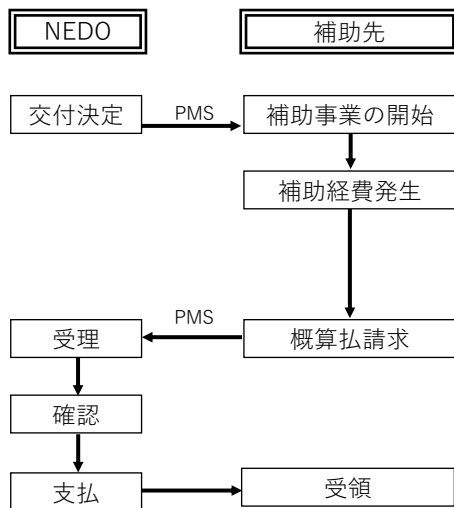 NEDO
補助先
交付決定
PMS
補助事業の開始
補助経費発生
PMS
受理
概算払請求
確認
支払
受領